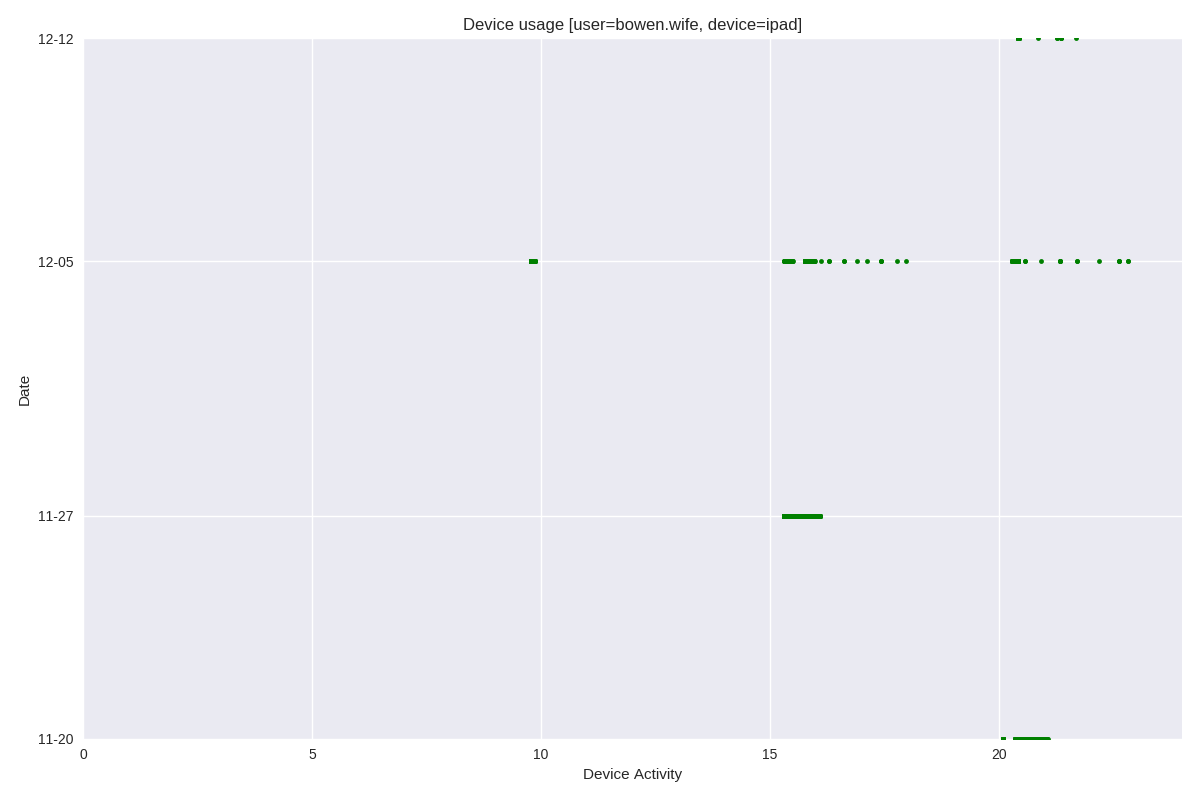 Device usage [user=bowen.wife, device=ipad]
12-12
12-05
11-27
11-20
Date
0 5 10 15 20
Device Activity